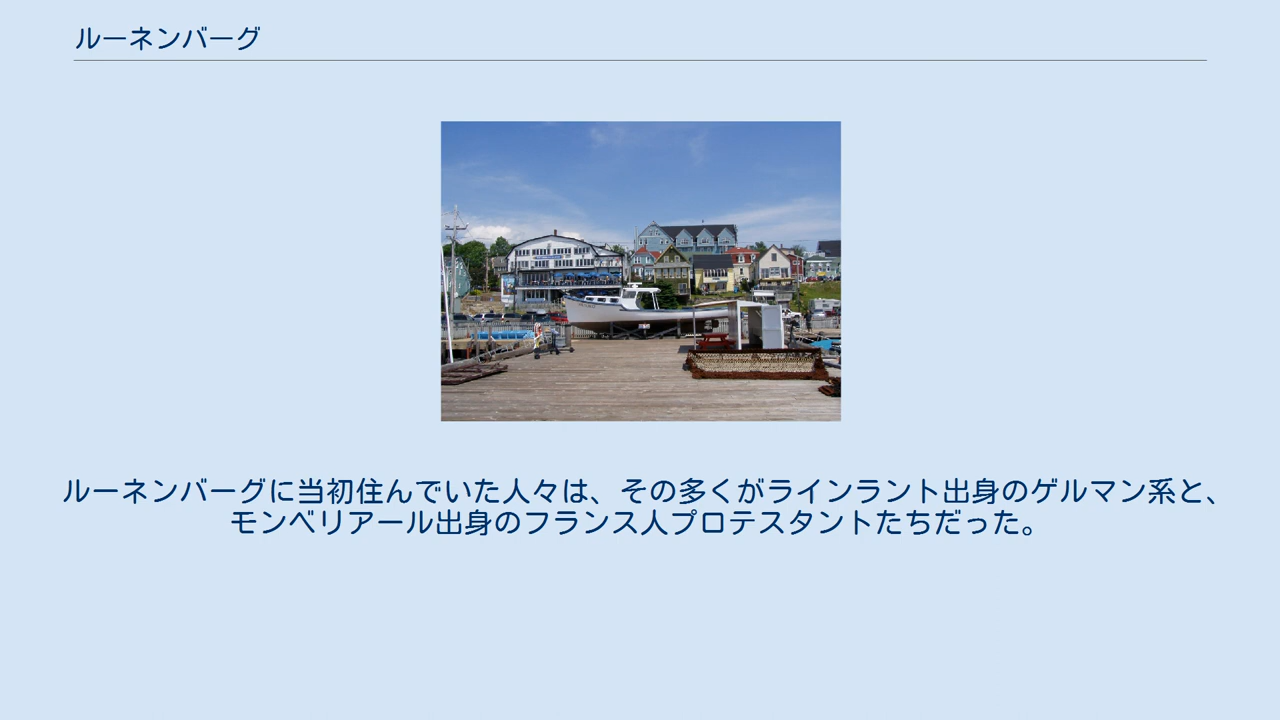 ルーネンバーグ
ルーネンバーグに当初住んでいた人々は、その多くがラインラント出身のゲルマン系と、
モンベリアール出身のフランス人プロテスタントたちだった。